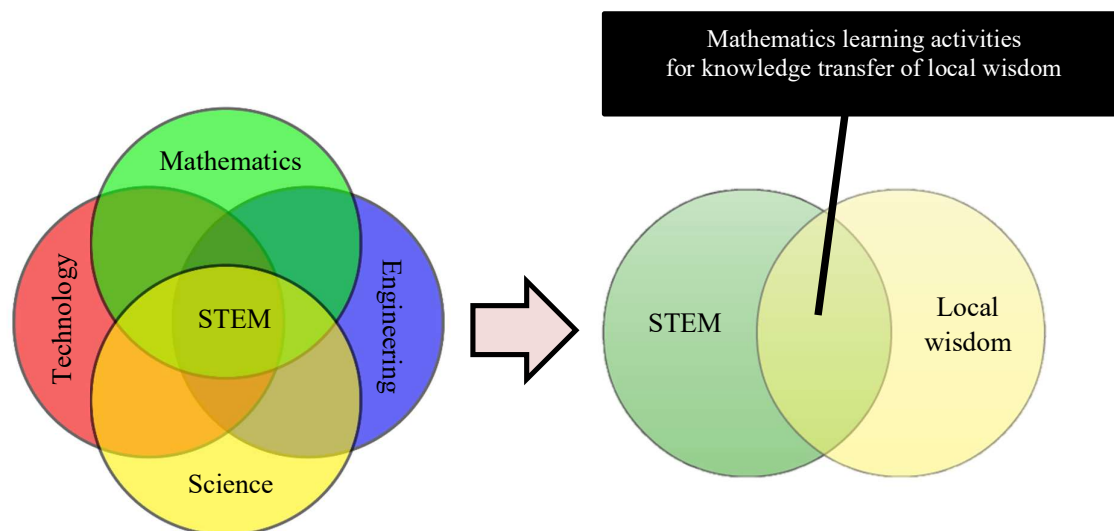 Mathematics learning activities
for knowledge transfer of local wisdom
Mathematics
Technology
STEM
Engineering
Science
STEM
Local
wisdom